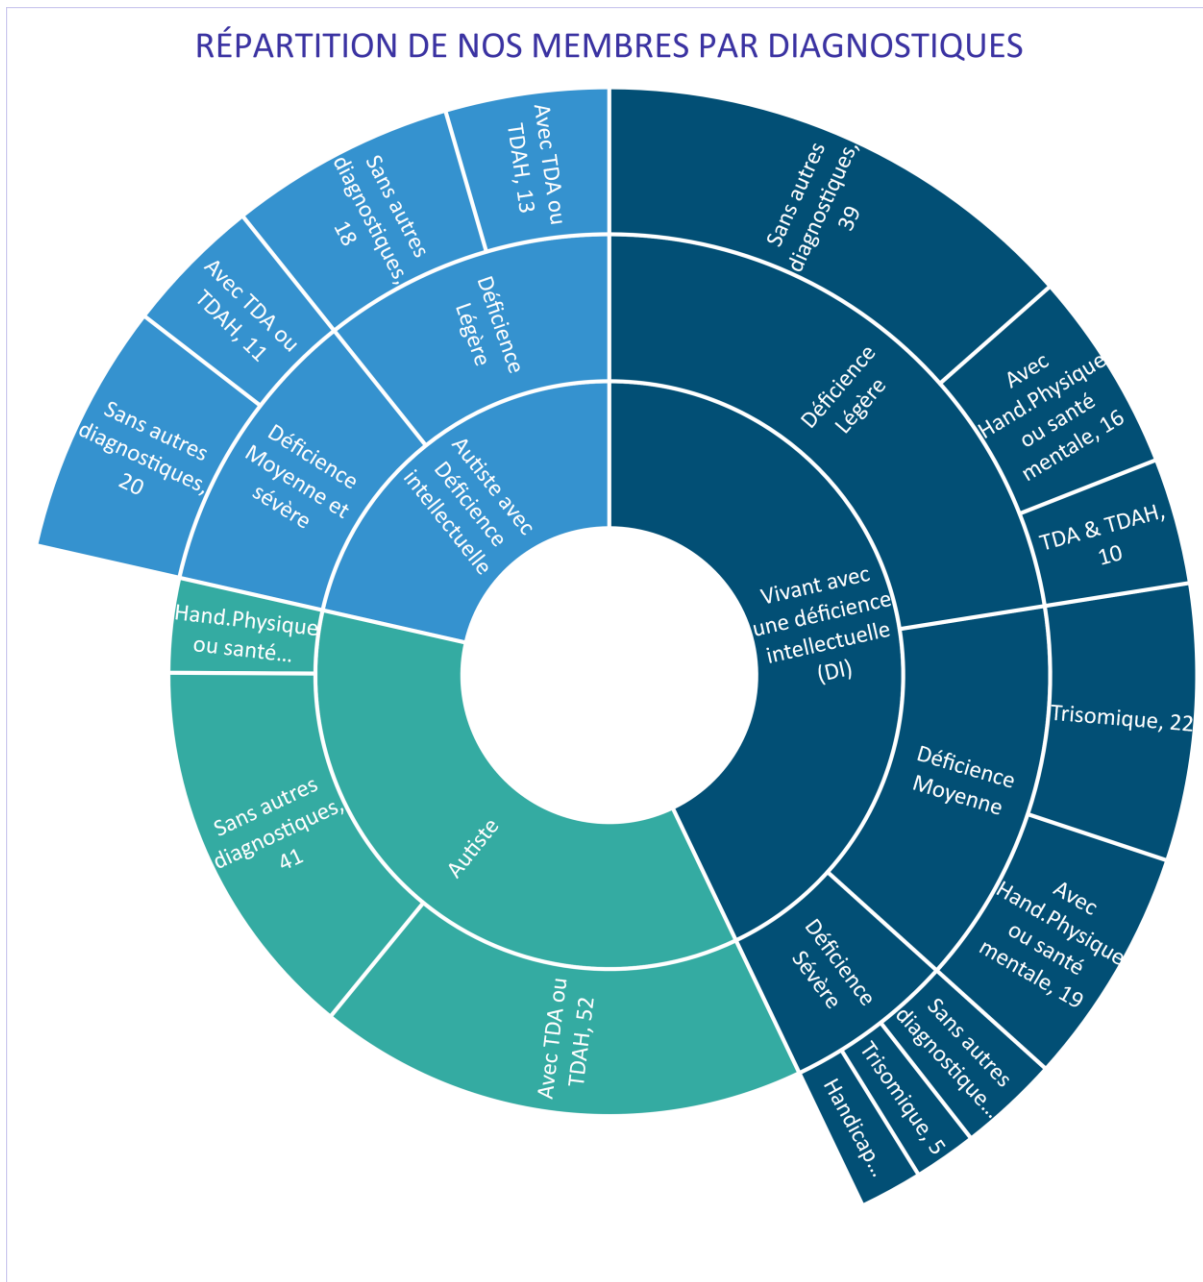 RÉPARTITION DE NOS MEMBRES PAR DIAGNOSTIQUES
Sans autres
diagnostiques,
39
Avec
Hand.Physique
ou santé
mentale, 16
TDA & TDAH,
10
Déficience
Légère
Trisomique, 22
Avec
Hand.Physique
ou santé
mentale, 19
Déficience
Moyenne
Sans autres
diagnostique...
Trisomique, 5
Handicap...
Déficience
Sévère
Vivant avec
une déficience
intellectuelle
(DI)
Avec TDA ou
TDAH, 52
Sans autres
diagnostiques,
41
Hand.Physique
ou santé...
Autiste
Sans autres
diagnostiques,
20
Avec TDA ou
TDAH, 11
Déficience
Moyenne et
sévère
Sans autres
diagnostiques,
18
Avec TDA ou
TDAH, 13
Déficience
Légère
Autiste avec
Déficience
intellectuelle